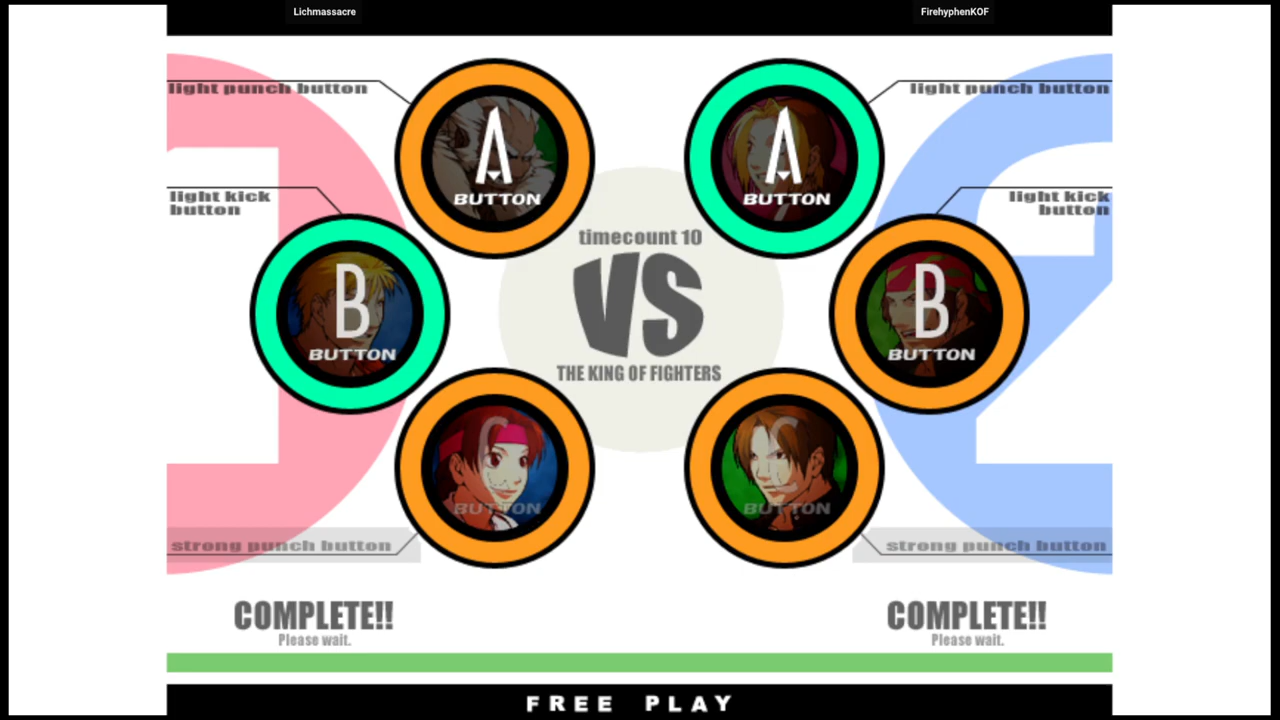 Lichmassacre
FirehyphenKOF
light punch button
light punch button
A
BUTTON
A
BUTTON
light kick
button
light kick
button
timecount 10
VS
THE KING OF FIGHTERS
B
BUTTON
B
BUTTON
C
BUTTON
C
BUTTON
strong punch button
strong punch button
COMPLETE!!
Please wait.
COMPLETE!!
Please wait.
FREE PLAY